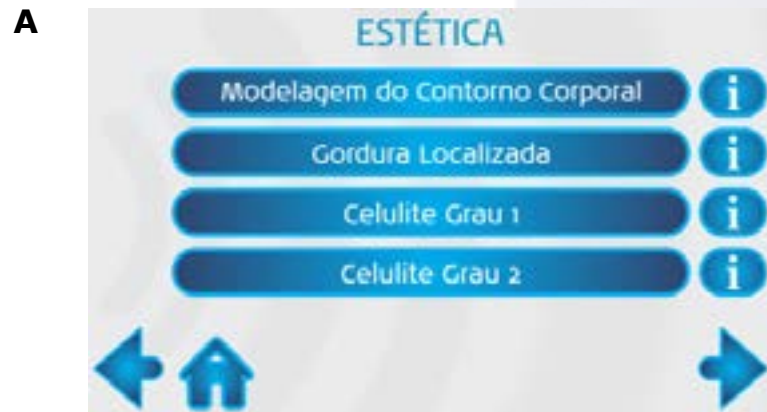 A
ESTÉTICA
Modelagem do Contorno Corporal
i
Gordura Localizada
i
Celulite Grau 1
i
Celulite Grau 2
i